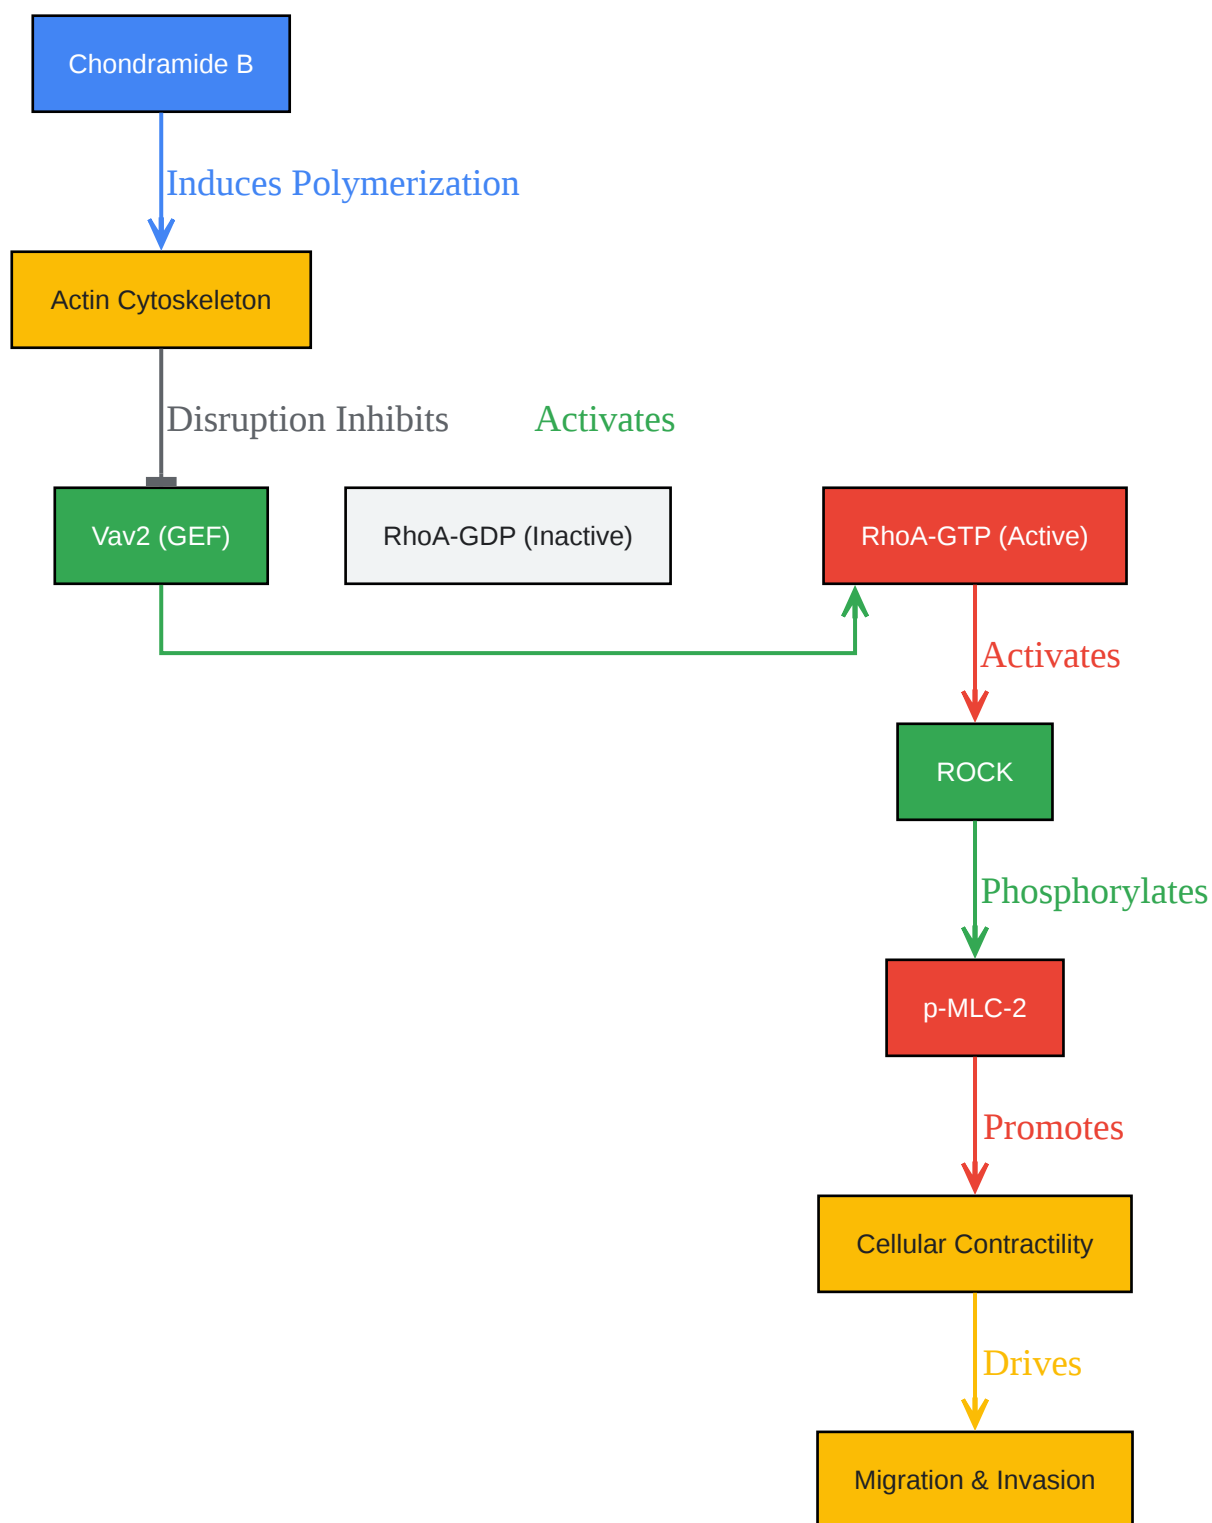 Chondramide B
Induces Polymerization
Actin Cytoskeleton
Disruption Inhibits
Activates
Vav2 (GEF)
RhoA-GDP (Inactive)
RhoA-GTP (Active)
Activates
ROCK
Phosphorylates
p-MLC-2
Promotes
Cellular Contractility
Drives
Migration & Invasion